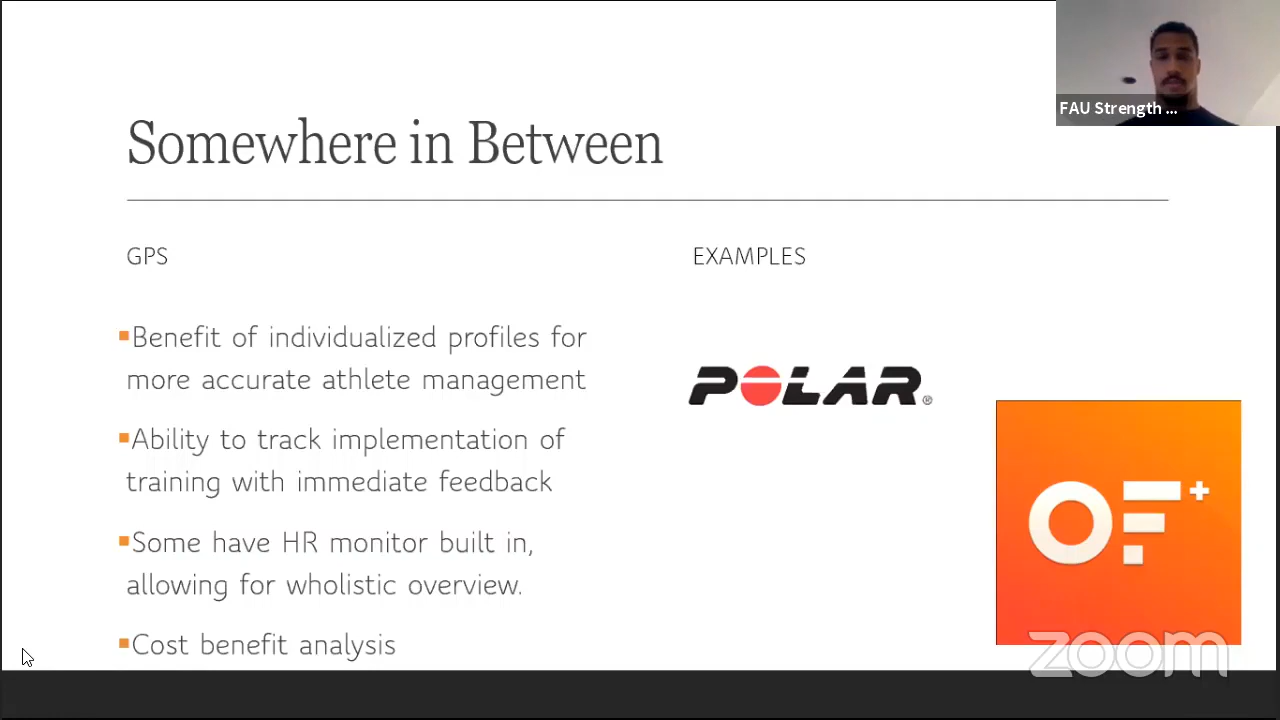 FAU Strength ...
Somewhere in Between
GPS
EXAMPLES
▪Benefit of individualized profiles for
more accurate athlete management
▪Ability to track implementation of
training with immediate feedback
▪Some have HR monitor built in,
allowing for wholistic overview.
▪Cost benefit analysis
POLAR®
OF+
zoom